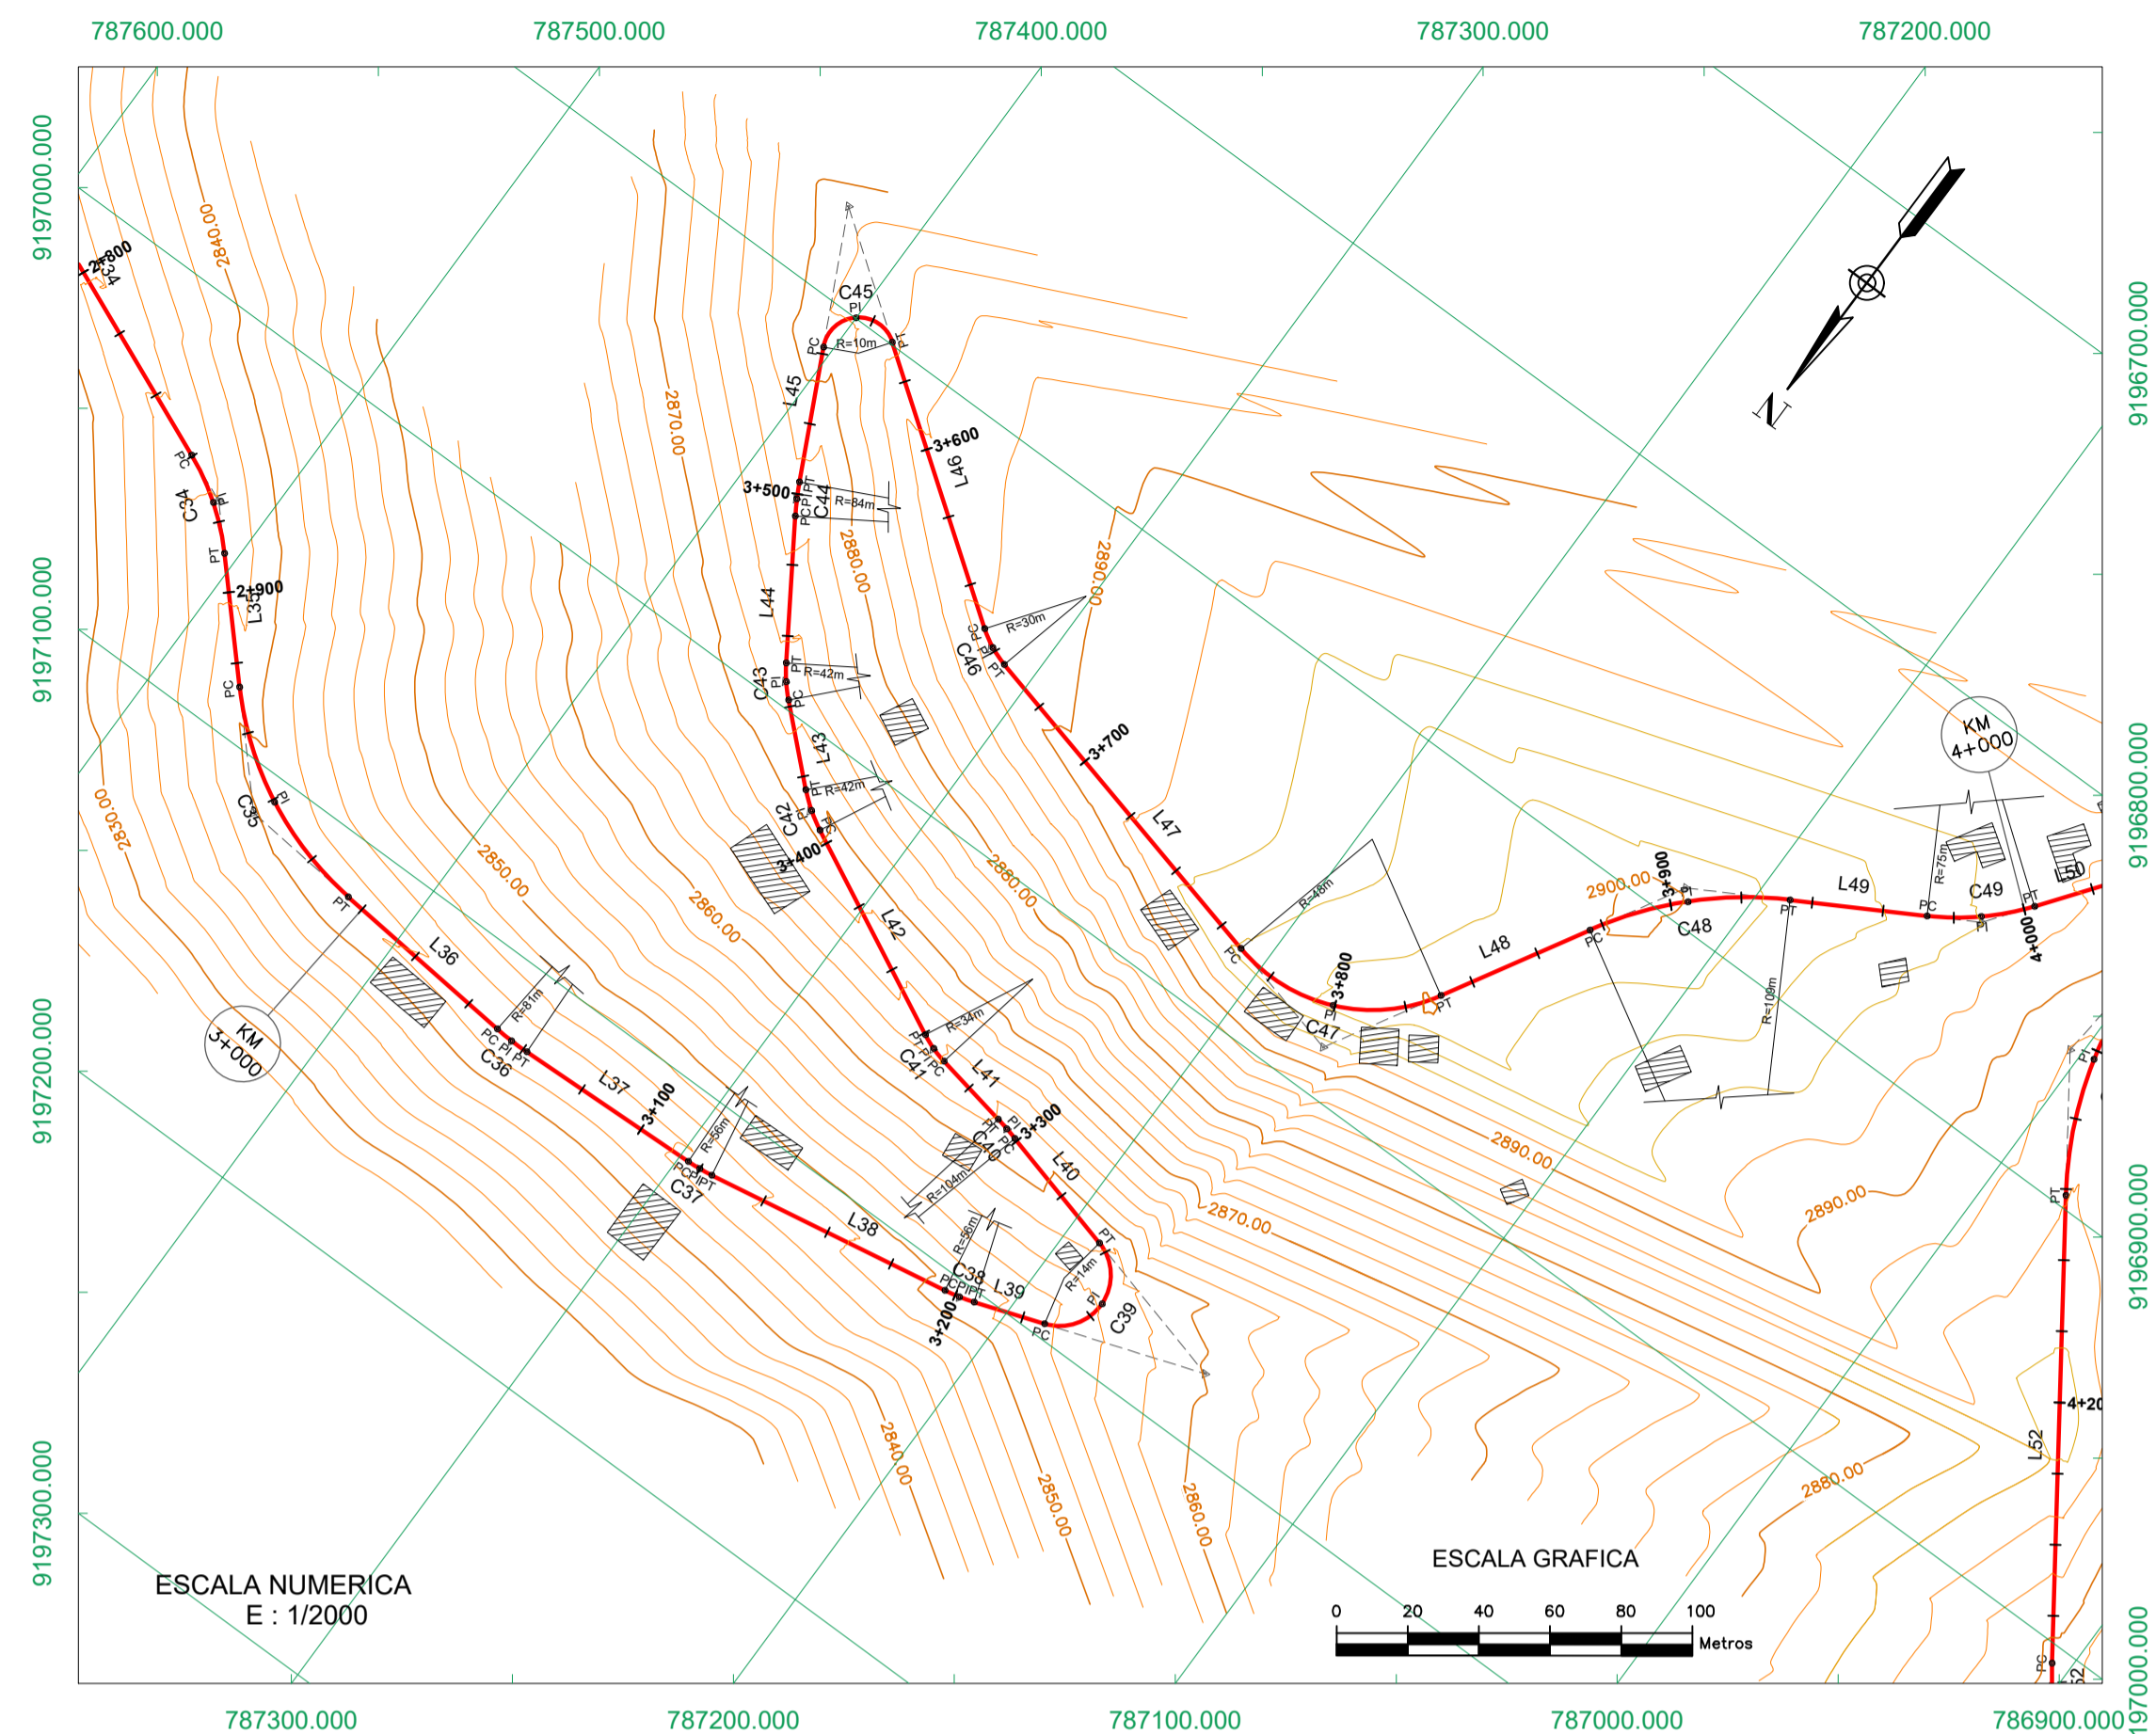 787600.000 787500.000 787400.000 787300.000 787200.000
9197000.000
9197100.000
9197200.000
9197300.000
9196700.000
9196800.000
9196900.000
787300.000 787200.000 787100.000 787000.000 786900.000
2+800
2840.00
PC
C34
PI
PT
2+900
L35
PC
C35
PI
PT
2830.00
L36
KM
3+000
R=81m
PC PI PT
C36
L37
3+100
R=56m
PC PI PT
C37
L38
R=56m
C38
PC PI PT
3+200
L39
PC
R=14m
PI
C39
PT
L40
3+300
PI
PT
PC
C40
R=104m
L41
R=34m
PT
PI
PC
C41
L42
3+400
PC
PI
PT
C42
R=42m
L43
PC
PI
PT
C43
R=42m
L44
3+500
PC PI PT
C44
R=84m
L45
PC
C45
PI
R=10m
PT
3+600
L46
PC
PI
PT
C46
R=30m
3+700
L47
PC
R=48m
PI
3+800
C47
PT
L48
PC
3+900
PI
C48
2900.00
PT
R=109m
L49
PC
R=75m
C49
PI
PT
4+000
L50
KM
4+000
PI
PT
4+20
L52
PC
2870.00
2880.00
2890.00
2850.00
2860.00
2880.00
2870.00
2890.00
2890.00
2880.00
2840.00
2850.00
2860.00
N
ESCALA NUMERICA
E : 1/2000
ESCALA GRAFICA
0 20 40 60 80 100
Metros